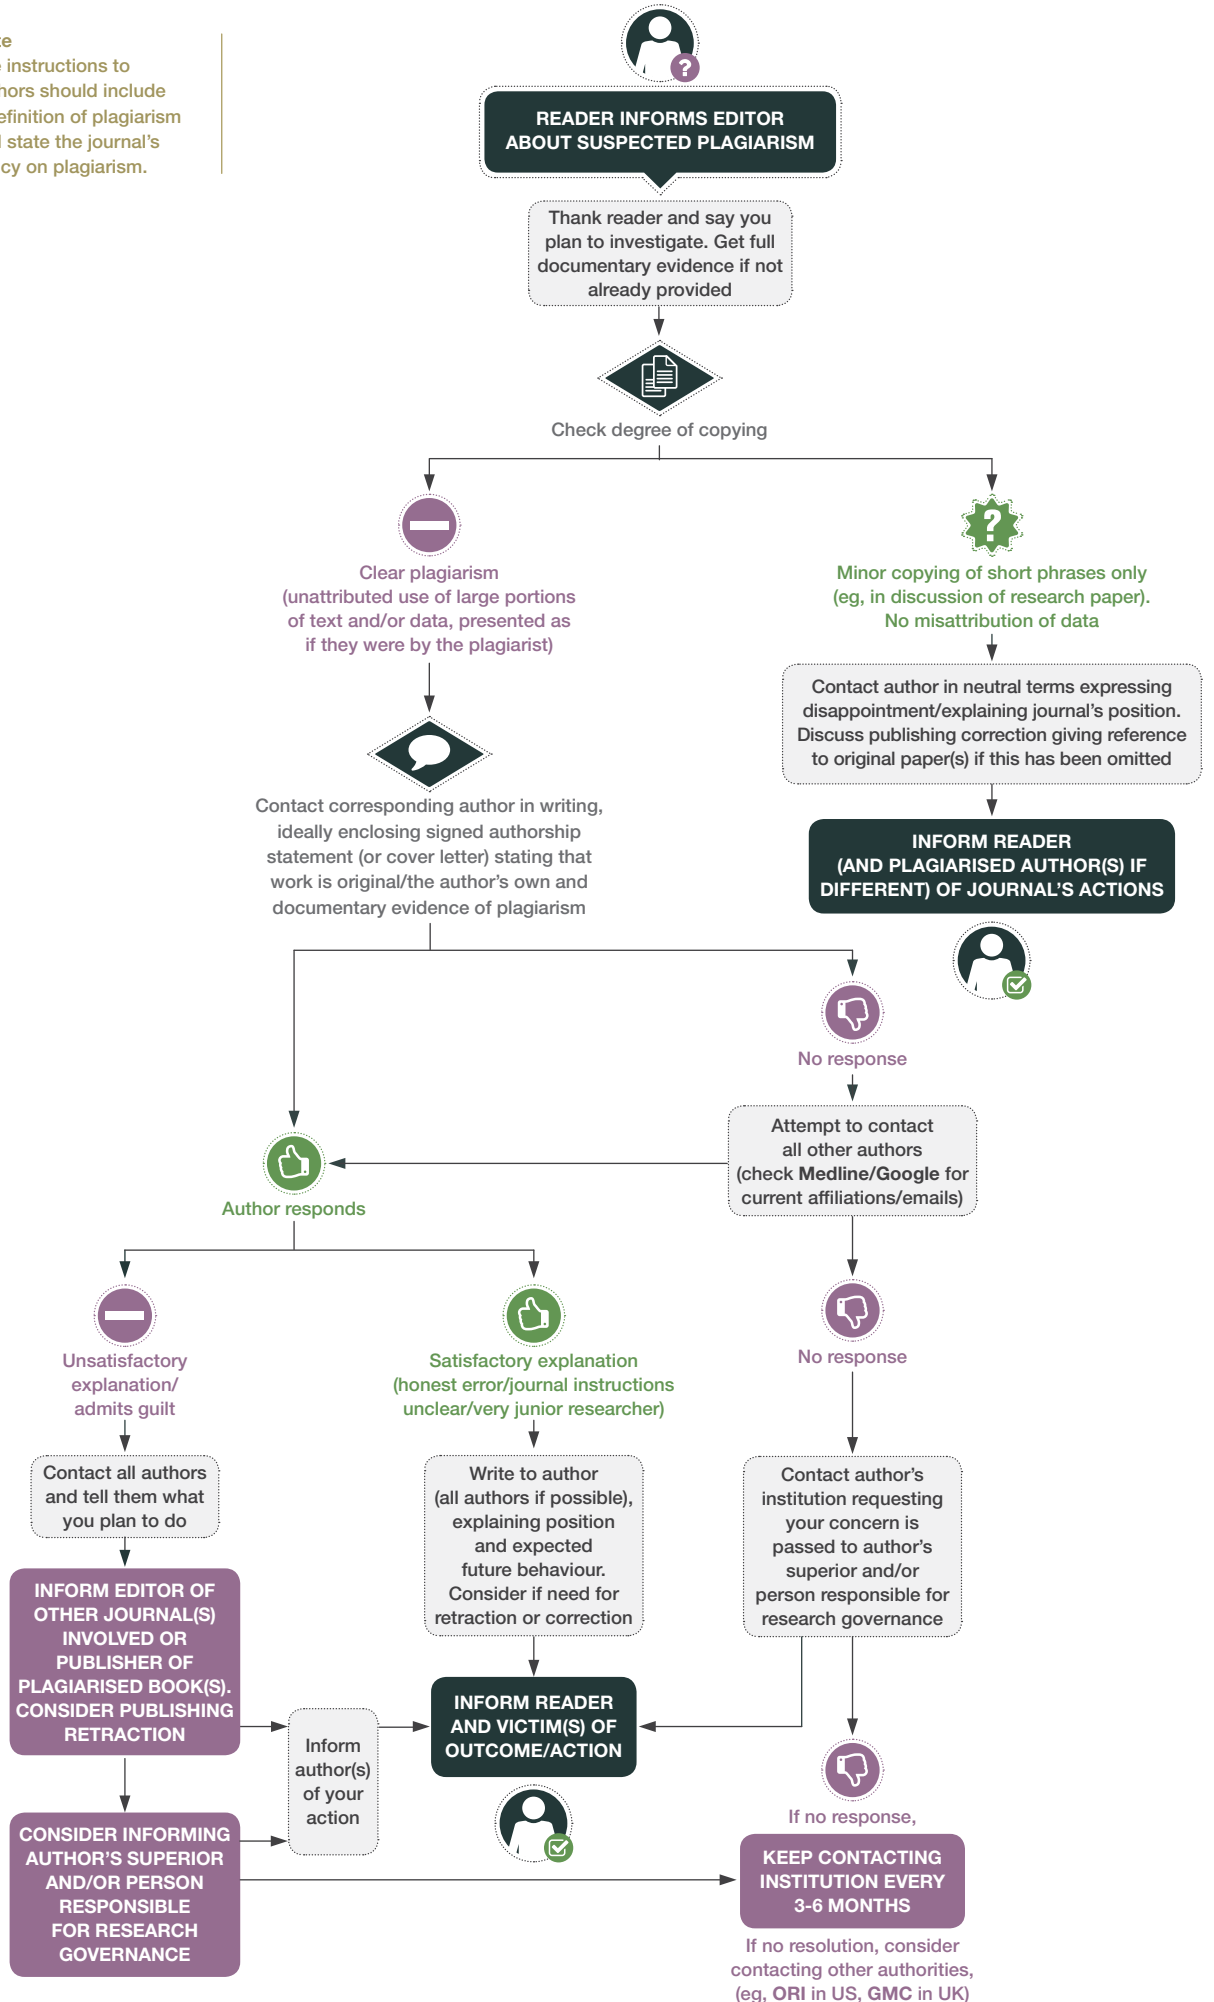 instructions to
should include
definition of plagiarism
state the journal's
on plagiarism.
?
READER INFORMS EDITOR
ABOUT SUSPECTED PLAGIARISM
Thank reader and say you
plan to investigate. Get full
documentary evidence if not
already provided
Check degree of copying
Clear plagiarism
(unattributed use of large portions
of text and/or data, presented as
if they were by the plagiarist)
?
Minor copying of short phrases only
(eg, in discussion of research paper).
No misattribution of data
Contact author in neutral terms expressing
disappointment/explaining journal's position.
Discuss publishing correction giving reference
to original paper(s) if this has been omitted
INFORM READER
(AND PLAGIARISED AUTHOR(S) IF
DIFFERENT) OF JOURNAL'S ACTIONS
Contact corresponding author in writing,
ideally enclosing signed authorship
statement (or cover letter) stating that
work is original/the author's own and
documentary evidence of plagiarism
No response
Attempt to contact
all other authors
(check Medline/Google for
current affiliations/emails)
Author responds
No response
Unsatisfactory
explanation/
admits guilt
Satisfactory explanation
(honest error/journal instructions
unclear/very junior researcher)
Contact all authors
and tell them what
you plan to do
Write to author
(all authors if possible),
explaining position
and expected
future behaviour.
Consider if need for
retraction or correction
Contact author's
institution requesting
your concern is
passed to author's
superior and/or
person responsible for
research governance
INFORM EDITOR OF
OTHER JOURNAL(S)
INVOLVED OR
PUBLISHER OF
PLAGIARISED BOOK(S).
CONSIDER PUBLISHING
RETRACTION
Inform
author(s)
of your
action
INFORM READER
AND VICTIM(S) OF
OUTCOME/ACTION
If no response,
CONSIDER INFORMING
AUTHOR'S SUPERIOR
AND/OR PERSON
RESPONSIBLE
FOR RESEARCH
GOVERNANCE
KEEP CONTACTING
INSTITUTION EVERY
3-6 MONTHS
If no resolution, consider
contacting other authorities,
(eg, ORI in US, GMC in UK)